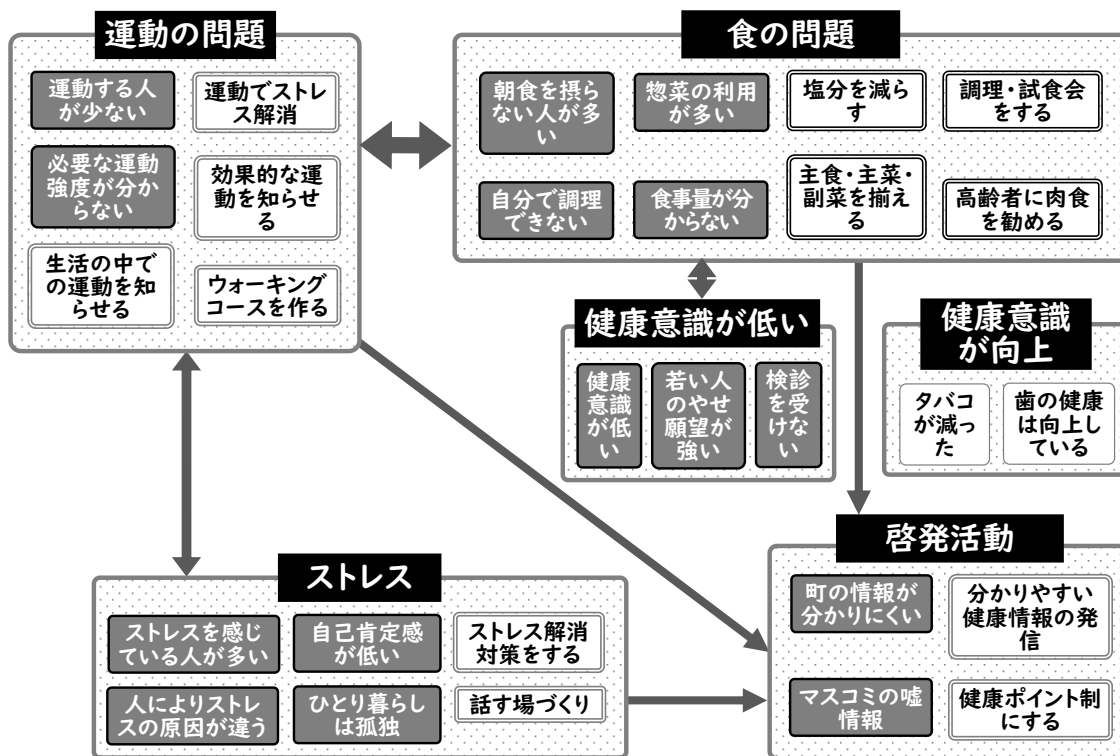 運動の問題
運動する人
が少ない
運動でストレ
ス解消
必要な運動
強度が分か
らない
効果的な運
動を知らせ
る
生活の中で
の運動を知
らせる
ウォーキング
コースを作る
食の問題
朝食を摂ら
ない人が多
い
惣菜の利用
が多い
塩分を減ら
す
調理・試食会
をする
自分で調理
できない
食事量が分
からない
主食・主菜・
副菜を揃え
る
高齢者に肉食
を勧める
健康意識が低い
健康
意識
が低
い
若い人
のやせ
願望が
強い
検診
を受
けな
い
健康意識
が向上
タバコ
が減っ
た
歯の健康
は向上し
ている
ストレス
ストレスを感じ
ている人が多い
自己肯定感
が低い
ストレス解消
対策をする
人によりストレ
スの原因が違う
ひとり暮らし
は孤独
話す場づくり
啓発活動
町の情報が
分かりにくい
分かりやすい
健康情報の発
信
マスコミの嘘
情報
健康ポイント制
にする